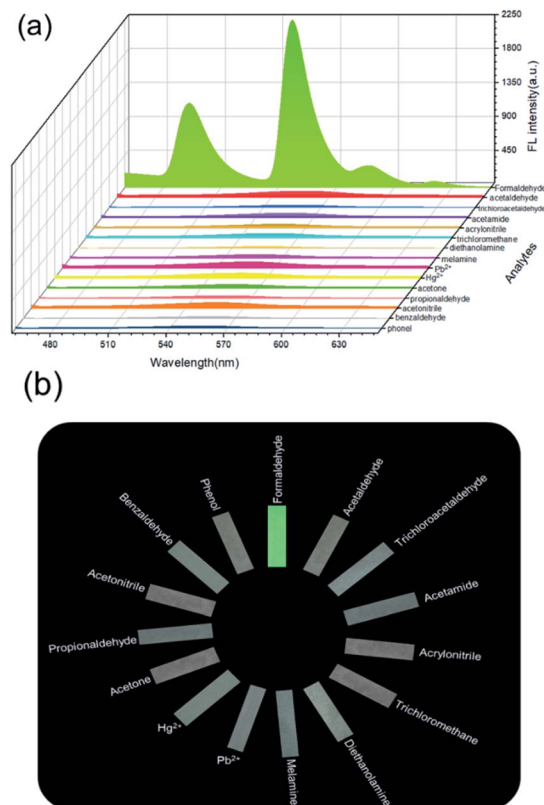 (a)
2250
1800
1350
900
450
FL intensity(a.u.)
Formaldehyde
acetaldehyde
trichloroacetaldehyde
acetamide
acrylonitrile
trichloromethane
diethanolamine
melamine
Pb²⁺
Hg²⁺
acetone
propionaldehyde
acetonitrile
benzaldehyde
phonel
Analytes
480 510 540 570 600 630
Wavelength(nm)
(b)
Formaldehyde
Acetaldehyde
Trichloroacetaldehyde
Acetamide
Acrylonitrile
Trichloromethane
Diethanolamine
Melamine
Pb²⁺
Hg²⁺
Acetone
Propionaldehyde
Acetonitrile
Benzaldehyde
Phenol